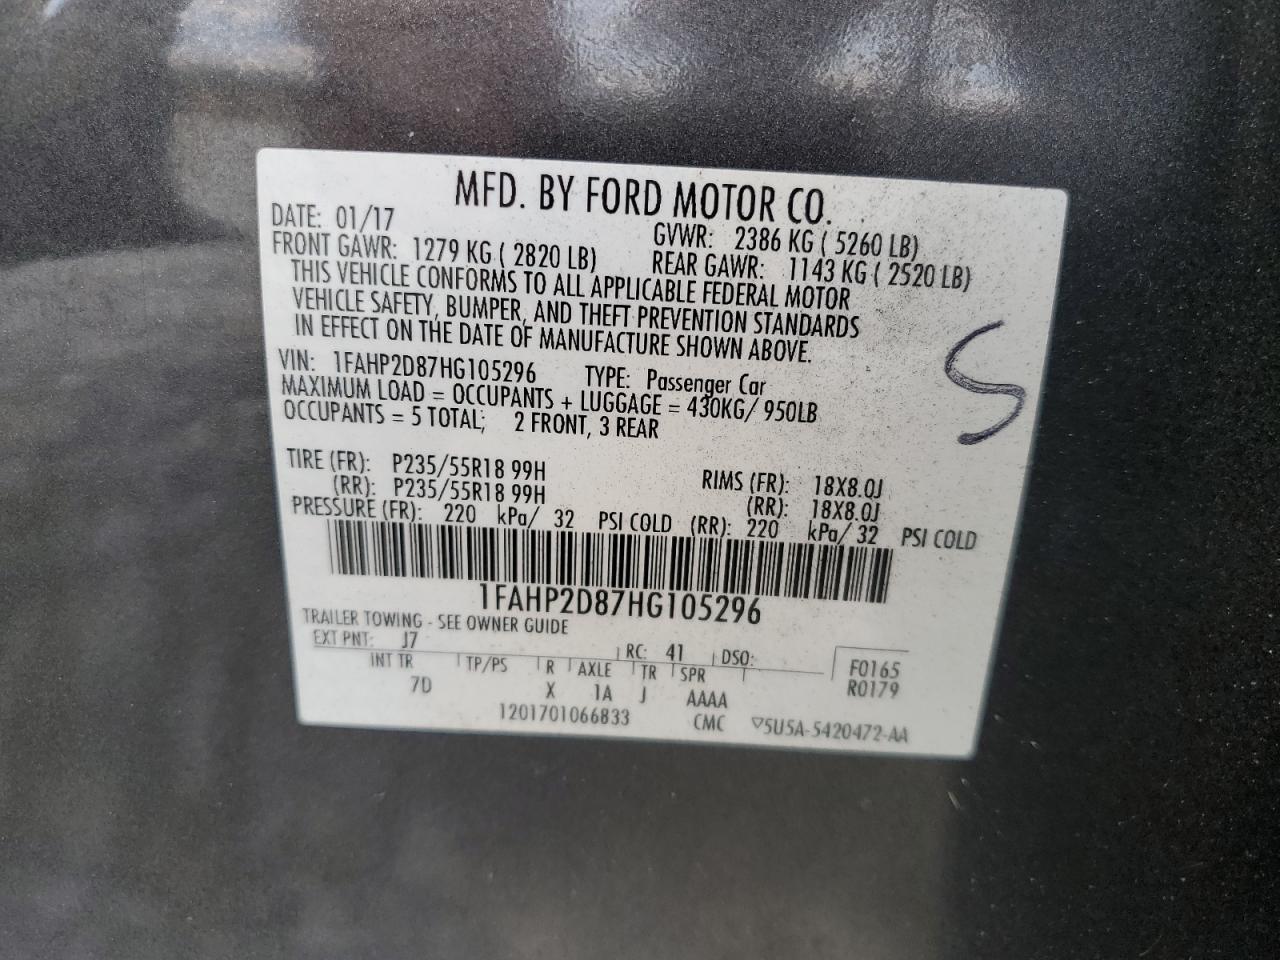 MFD. BY FORD MOTOR CO.
DATE: 01/17 GVWR: 2386 KG ( 5260 LB)
FRONT GAWR: 1279 KG ( 2820 LB) REAR GAWR: 1143 KG ( 2520 LB)
THIS VEHICLE CONFORMS TO ALL APPLICABLE FEDERAL MOTOR
VEHICLE SAFETY, BUMPER, AND THEFT PREVENTION STANDARDS
IN EFFECT ON THE DATE OF MANUFACTURE SHOWN ABOVE.
VIN: 1FAHP2D87HG105296 TYPE: Passenger Car
MAXIMUM LOAD = OCCUPANTS + LUGGAGE = 430KG/ 950LB
OCCUPANTS = 5 TOTAL; 2 FRONT, 3 REAR
S
TIRE (FR): P235/55R18 99H RIMS (FR): 18X8.0J
(RR): P235/55R18 99H (RR): 18X8.0J
PRESSURE (FR): 220 kPa/ 32 PSI COLD (RR): 220 kPa/ 32 PSI COLD
1FAHP2D87HG105296
TRAILER TOWING - SEE OWNER GUIDE
EXT PNT: J7 RC: 41 DSO: F0165
INT TR TP/PS R AXLE TR SPR R0179
7D X 1A J AAAA
1201701066833 CMC ▽5U5A-5420472-AA